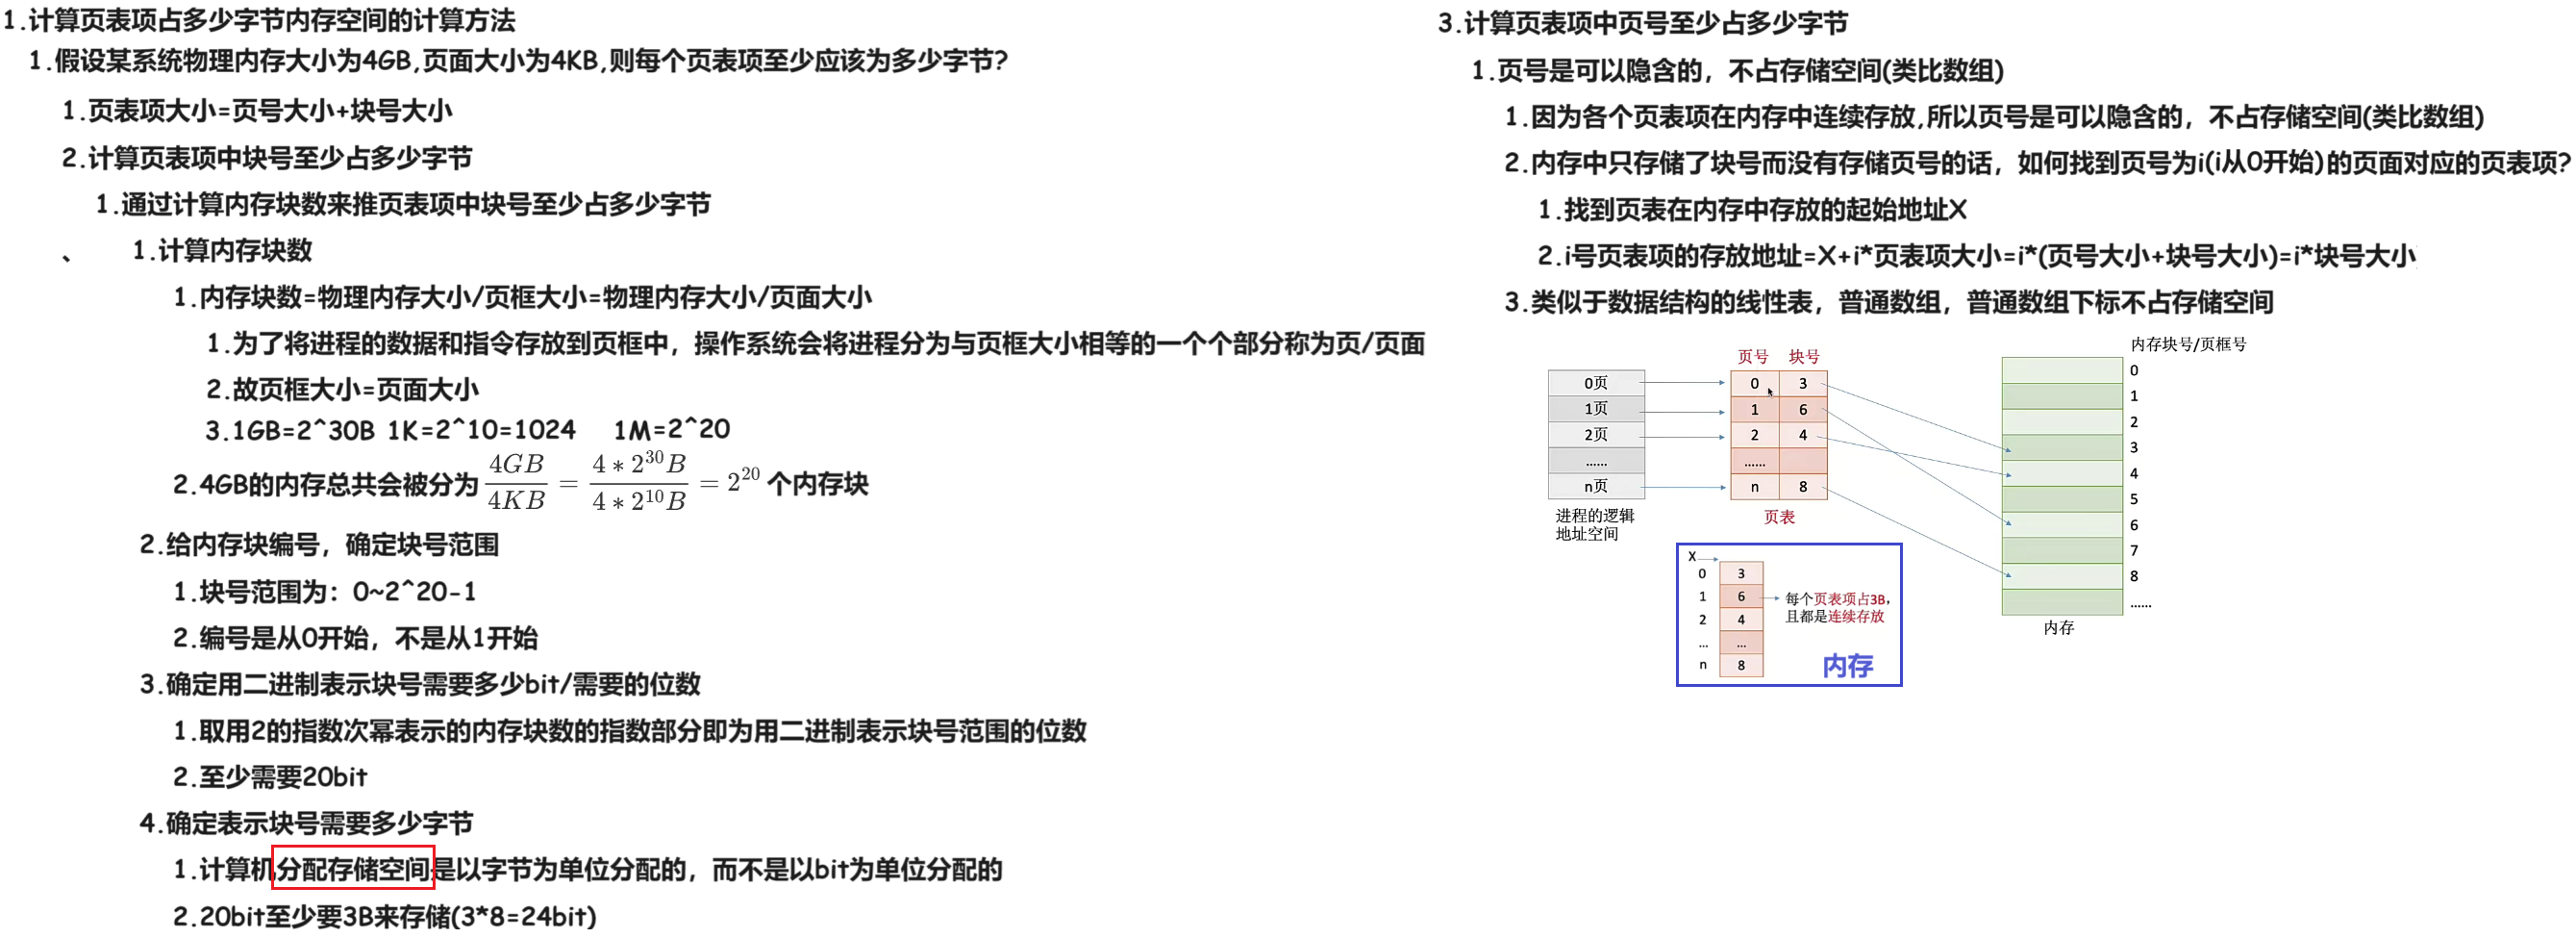 1.计算页表项占多少字节内存空间的计算方法
1.假设某系统物理内存大小为4GB,页面大小为4KB,则每个页表项至少应该为多少字节?
1.页表项大小=页号大小+块号大小
2.计算页表项中块号至少占多少字节
1.通过计算内存块数来推页表项中块号至少占多少字节
、 1.计算内存块数
1.内存块数=物理内存大小/页框大小=物理内存大小/页面大小
1.为了将进程的数据和指令存放到页框中，操作系统会将进程分为与页框大小相等的一个个部分称为页/页面
2.故页框大小=页面大小
3.1GB=2^30B 1K=2^10=1024 1M=2^20
2.4GB的内存总共会被分为 \frac{4GB}{4KB} = \frac{4*2^{30}B}{4*2^{10}B} = 2^{20} 个内存块
2.给内存块编号，确定块号范围
1.块号范围为：0~2^20-1
2.编号是从0开始，不是从1开始
3.确定用二进制表示块号需要多少bit/需要的位数
1.取用2的指数次幂表示的内存块数的指数部分即为用二进制表示块号范围的位数
2.至少需要20bit
4.确定表示块号需要多少字节
1.计算机分配存储空间是以字节为单位分配的，而不是以bit为单位分配的
2.20bit至少要3B来存储(3*8=24bit)
3.计算页表项中页号至少占多少字节
1.页号是可以隐含的，不占存储空间(类比数组)
1.因为各个页表项在内存中连续存放,所以页号是可以隐含的，不占存储空间(类比数组)
2.内存中只存储了块号而没有存储页号的话，如何找到页号为i(i从0开始)的页面对应的页表项?
1.找到页表在内存中存放的起始地址X
2.i号页表项的存放地址=X+i*页表项大小=i*(页号大小+块号大小)=i*块号大小
3.类似于数据结构的线性表，普通数组，普通数组下标不占存储空间
0页
1页
2页
......
n页
进程的逻辑
地址空间
页号 块号
0 3
1 6
2 4
......
n 8
页表
内存块号/页框号
0
1
2
3
4
5
6
7
8
......
内存
X
0 3
1 6
2 4
... ...
n 8
每个页表项占3B，
且都是连续存放
内存